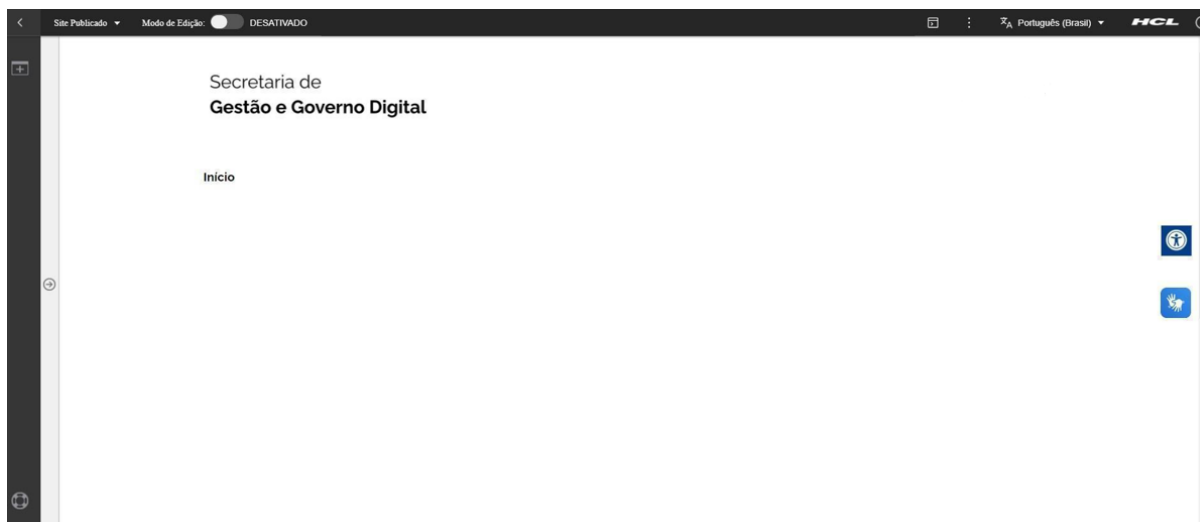 Site Publicado Modo de Edição: DESATIVADO Português (Brasil) HCL
Secretaria de
Gestão e Governo Digital
Início